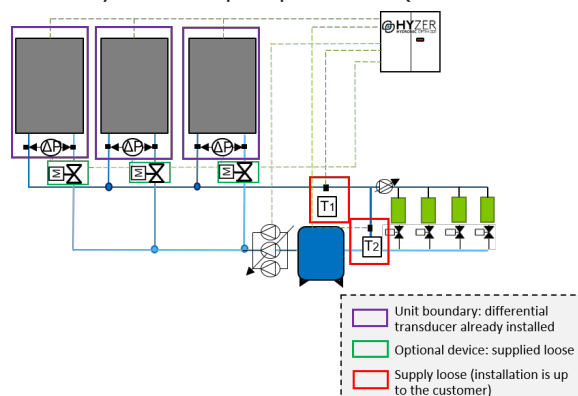 HYZER
HYDRONIC OPTIMIZER
ΔP ΔP ΔP
M M M
T1
T2
Unit boundary: differential
transducer already installed
Optional device: supplied loose
Supply loose (installation is up
to the customer)